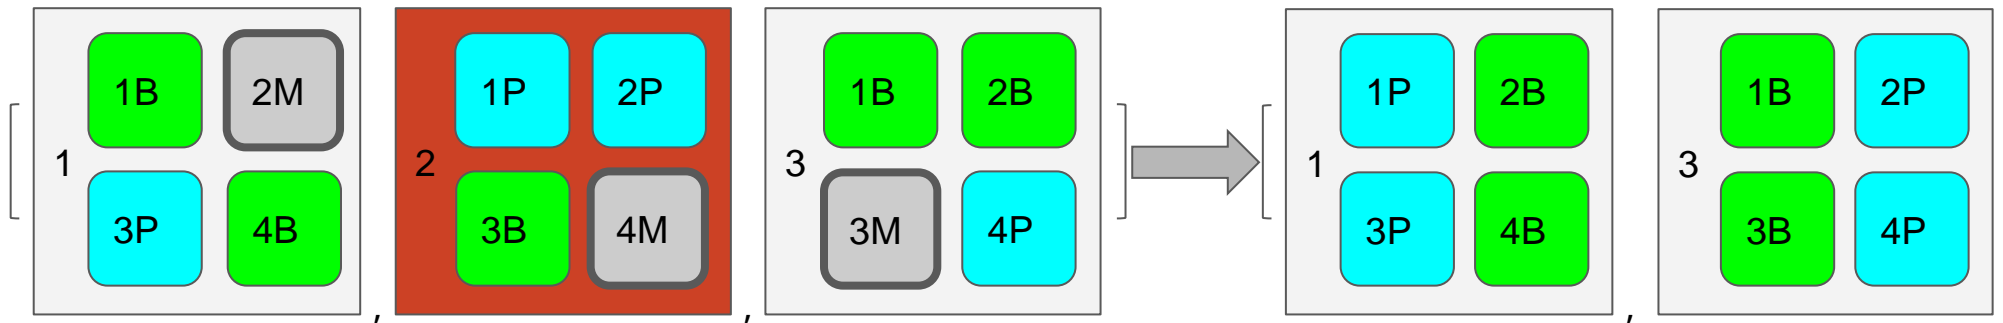 [ 1 1B 2M 3P 4B , 2 1P 2P 3B 4M , 3 1B 2B 3M 4P ] [ 1 1P 2B 3P 4B , 3 1B 2P 3B 4P